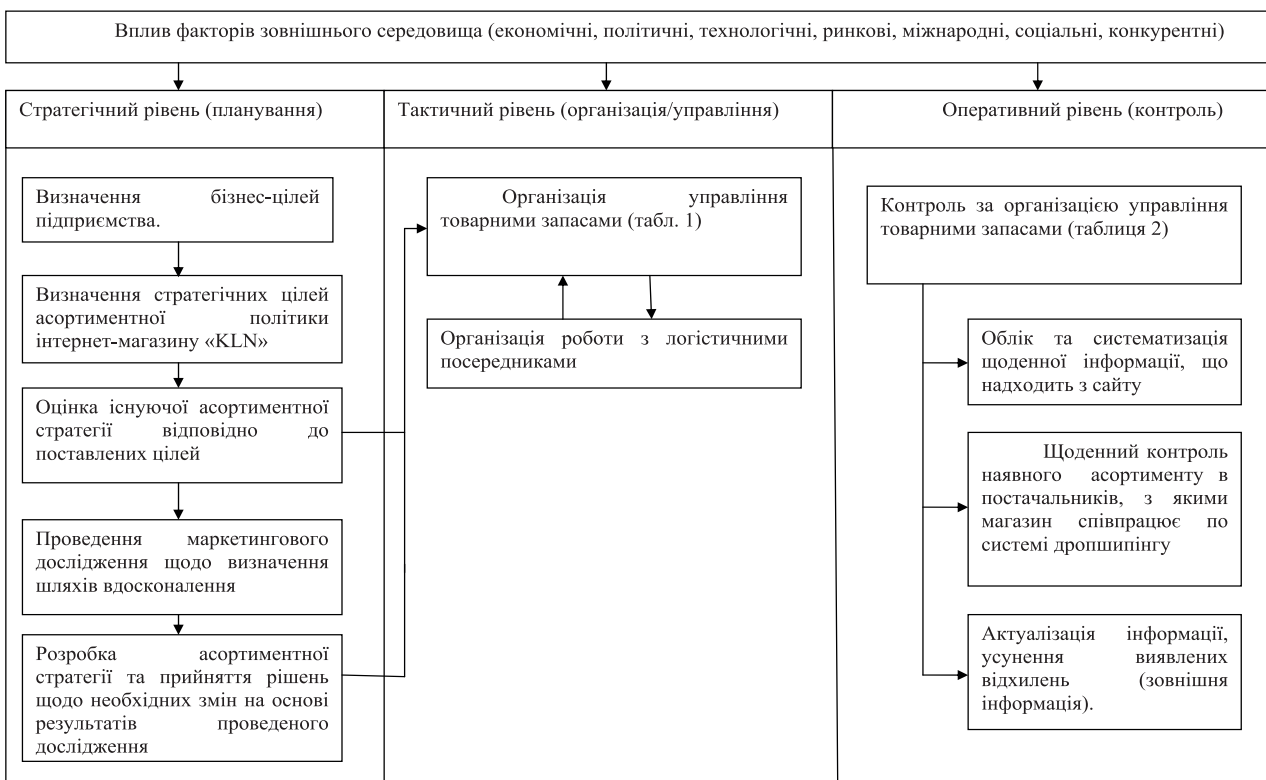 Вплив факторів зовнішнього середовища (економічні, політичні, технологічні, ринкові, міжнародні, соціальні, конкурентні)
Стратегічний рівень (планування)
Визначення бізнес-цілей
підприємства.
Визначення стратегічних цілей
асортиментної політики
інтернет-магазину «KLN»
Оцінка існуючої асортиментної
стратегії відповідно до
поставлених цілей
Проведення маркетингового
дослідження щодо визначення
шляхів вдосконалення
Розробка асортиментної
стратегії та прийняття рішень
щодо необхідних змін на основі
результатів проведеного
дослідження
Тактичний рівень (організація/управління)
Організація управління
товарними запасами (табл. 1)
Організація роботи з логістичними
посередниками
Оперативний рівень (контроль)
Контроль за організацією управління
товарними запасами (таблиця 2)
Облік та систематизація
щоденної інформації, що
надходить з сайту
Щоденний контроль
наявного асортименту в
постачальників, з якими
магазин співпрацює по
системі дропшипінгу
Актуалізація інформації,
усунення виявлених
відхилень (зовнішня
інформація).